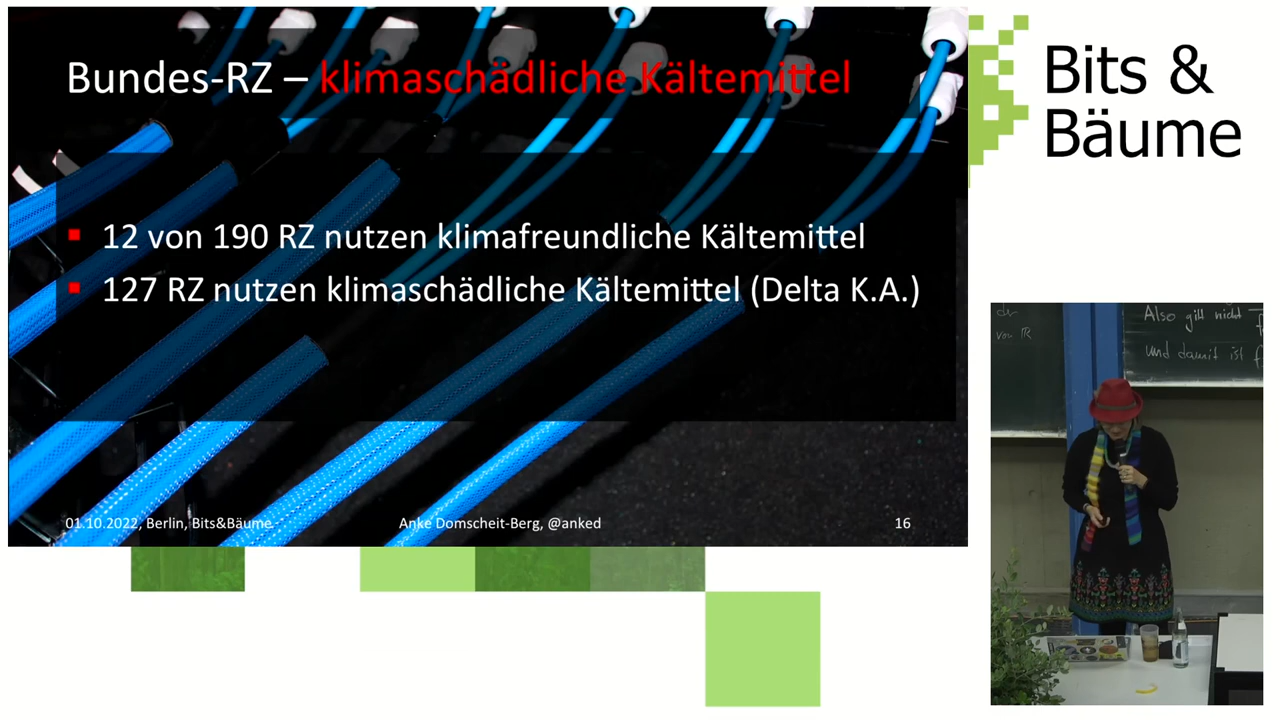 Bundes-RZ – klimaschädliche Kältemittel
12 von 190 RZ nutzen klimafreundliche Kältemittel
127 RZ nutzen klimaschädliche Kältemittel (Delta K.A.)
01.10.2022, Berlin, Bits&Bäume
Anke Domscheit-Berg, @anked
16
Bits &
Bäume
von R
Also gilt nicht
und damit ist